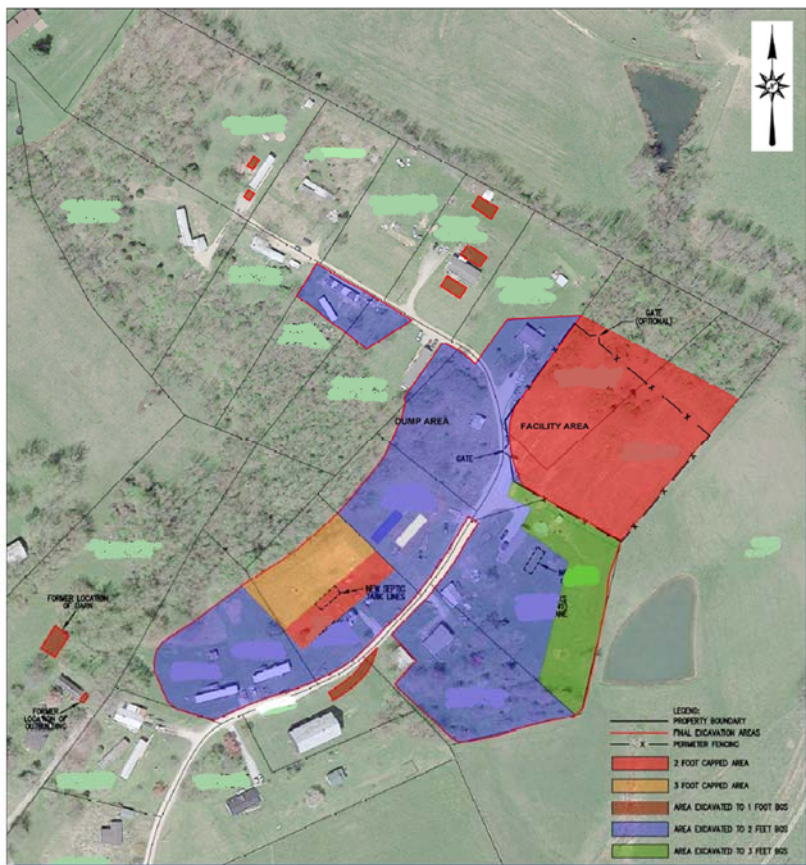 GATE
(OPTIONAL)
DUMP AREA
FACILITY AREA
GATE
NEW SEPTIC
TANK LINES
FORMER LOCATION
OF BARN
FORMER
LOCATION OF
OUTBUILDING
LEGEND:
PROPERTY BOUNDARY
FINAL EXCAVATION AREAS
X PERIMETER FENCING
2 FOOT CAPPED AREA
3 FOOT CAPPED AREA
AREA EXCAVATED TO 1 FOOT BGS
AREA EXCAVATED TO 2 FEET BGS
AREA EXCAVATED TO 3 FEET BGS